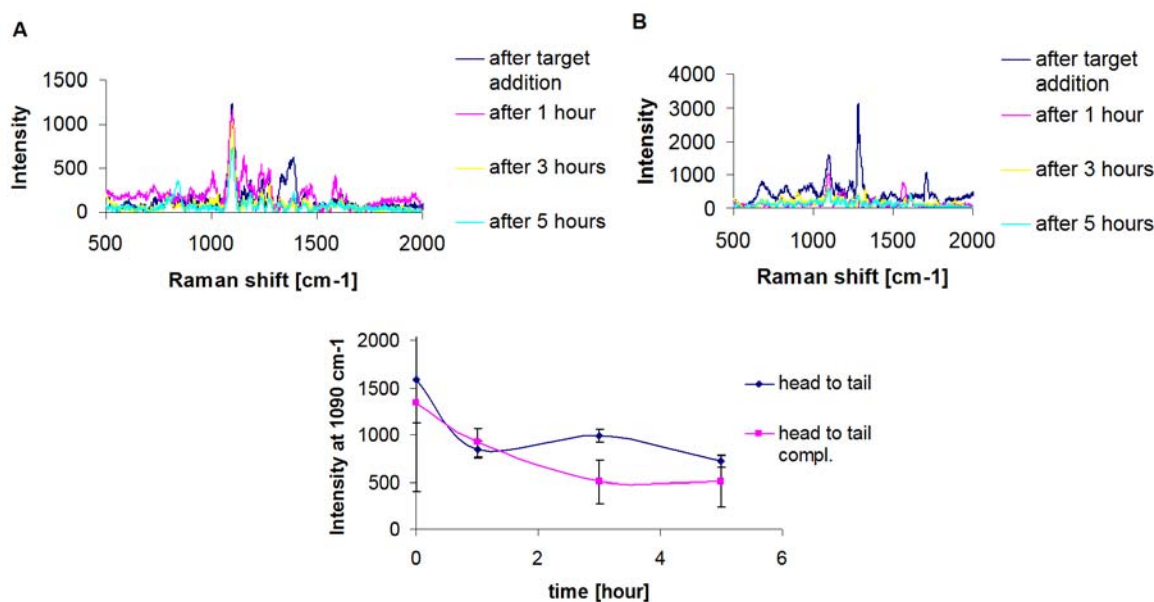 A
after target
addition
after 1 hour
after 3 hours
after 5 hours
1500
1000
500
0
Intensity
500 1000 1500 2000
Raman shift [cm-1]
B
after target
addition
after 1 hour
after 3 hours
after 5 hours
4000
3000
2000
1000
0
Intensity
500 1000 1500 2000
Raman shift [cm-1]
2000
1500
1000
500
0
Intensity at 1090 cm-1
0 2 4 6
time [hour]
head to tail
head to tail
compl.